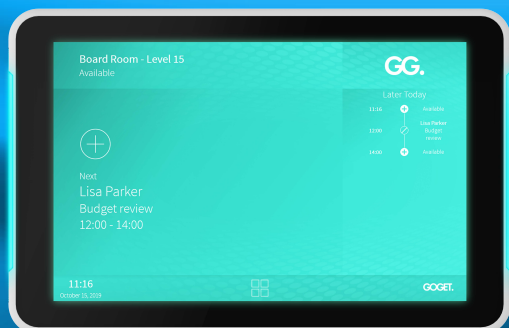 Board Room - Level 15
Available
GG.
Later Today
11:16 Available
Lisa Parker
12:00 Budget
review
14:00 Available
Next
Lisa Parker
Budget review
12:00 - 14:00
11:16
October 15, 2019
GOGET.